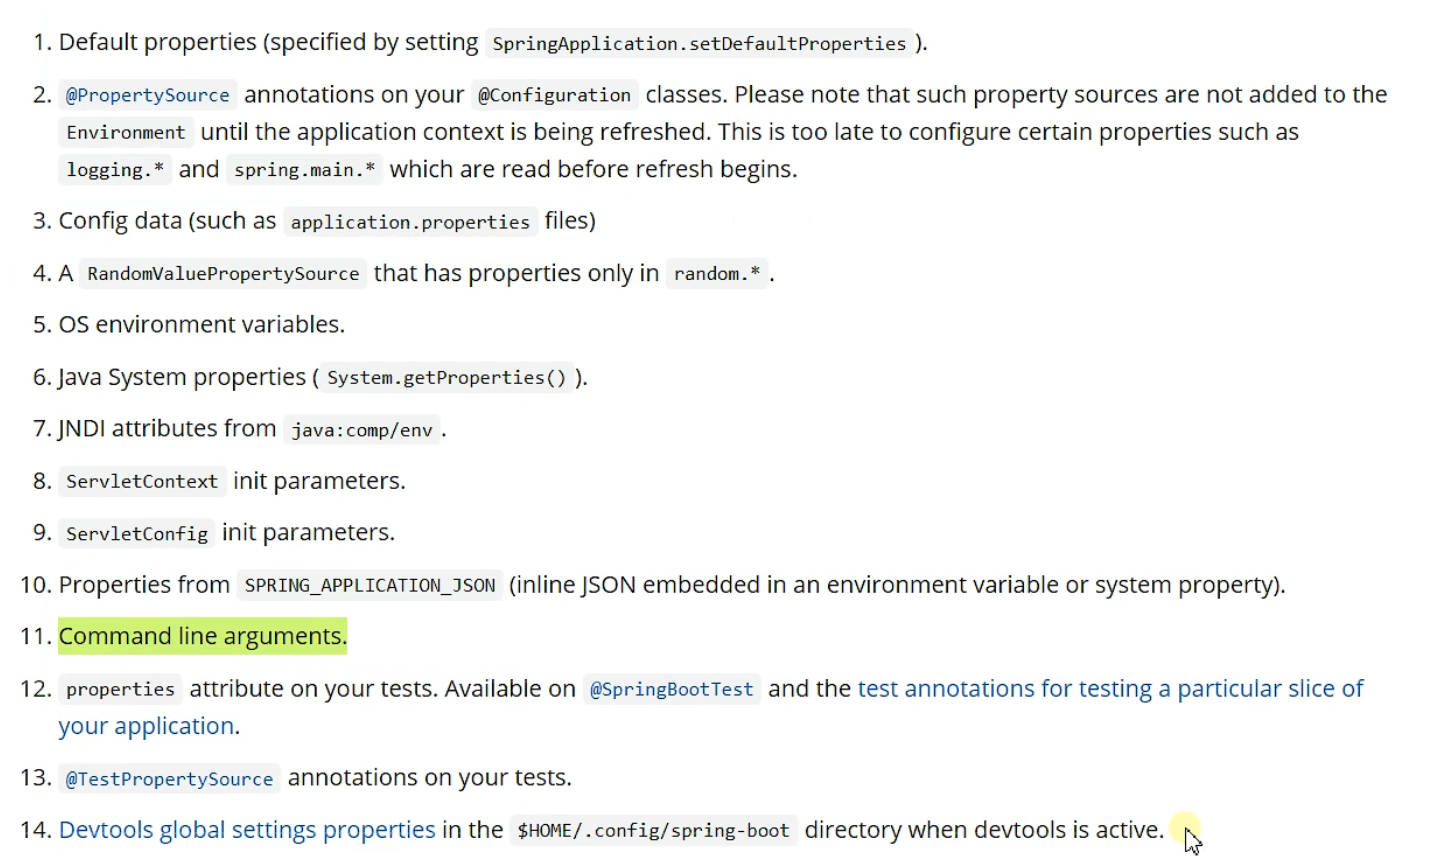 1. Default properties (specified by setting SpringApplication.setDefaultProperties ).
2. @PropertySource annotations on your @Configuration classes. Please note that such property sources are not added to the
Environment until the application context is being refreshed. This is too late to configure certain properties such as
logging.* and spring.main.* which are read before refresh begins.
3. Config data (such as application.properties files)
4. A RandomValuePropertySource that has properties only in random.* .
5. OS environment variables.
6. Java System properties ( System.getProperties() ).
7. JNDI attributes from java:comp/env .
8. ServletContext init parameters.
9. ServletConfig init parameters.
10. Properties from SPRING_APPLICATION_JSON (inline JSON embedded in an environment variable or system property).
11. Command line arguments.
12. properties attribute on your tests. Available on @SpringBootTest and the test annotations for testing a particular slice of
your application.
13. @TestPropertySource annotations on your tests.
14. Devtools global settings properties in the $HOME/.config/spring-boot directory when devtools is active.